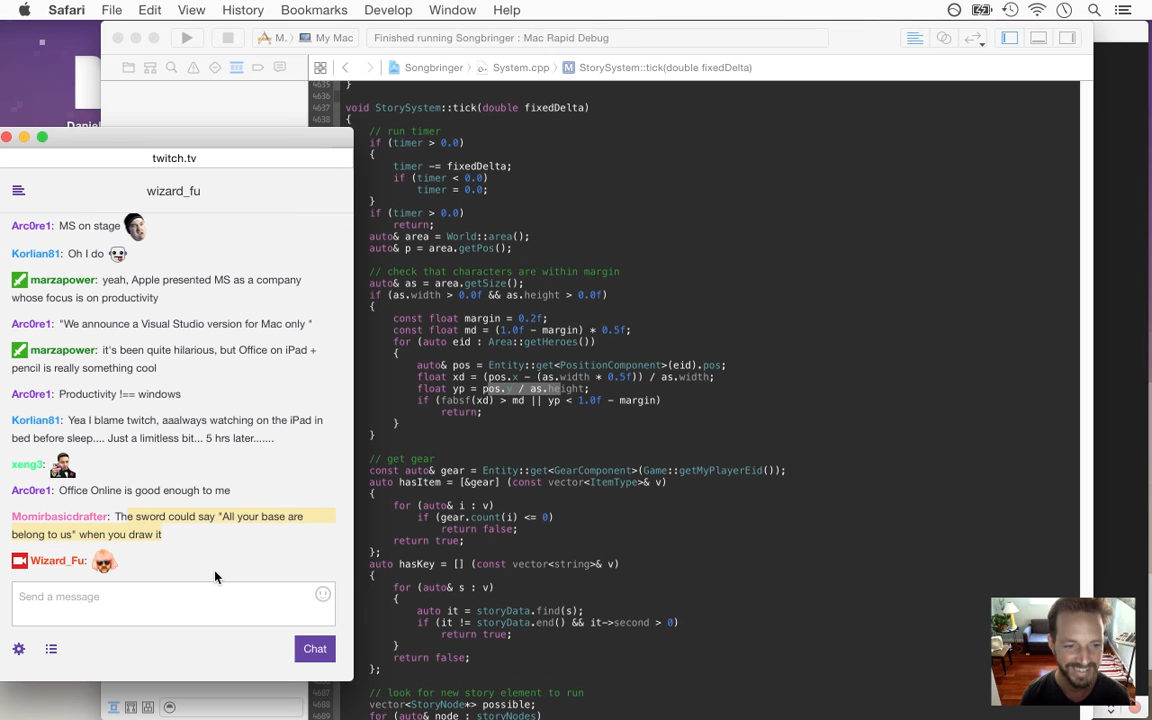 Safari File Edit View History Bookmarks Develop Window Help
M. My Mac Finished running Songbringer : Mac Rapid Debug
Songbringer System.cpp M StorySystem::tick(double fixedDelta)
Daniel
twitch.tv
wizard_fu
Arc0re1: MS on stage
Korlian81: Oh I do
marzapower: yeah, Apple presented MS as a company
whose focus is on productivity
Arc0re1: "We announce a Visual Studio version for Mac only "
marzapower: it's been quite hilarious, but Office on iPad +
pencil is really something cool
Arc0re1: Productivity !== windows
Korlian81: Yea I blame twitch, aaalways watching on the iPad in
bed before sleep.... Just a limitless bit... 5 hrs later.......
xeng3:
Arc0re1: Office Online is good enough to me
Momirbasicdrafter: The sword could say "All your base are
belong to us" when you draw it
Wizard_Fu:
Send a message
Chat
4635 }
4636
4637 void StorySystem::tick(double fixedDelta)
4638 {
// run timer
if (timer > 0.0)
{
timer -= fixedDelta;
if (timer < 0.0)
timer = 0.0;
}
if (timer > 0.0)
return;
auto& area = World::area();
auto& p = area.getPos();
// check that characters are within margin
auto& as = area.getSize();
if (as.width > 0.0f && as.height > 0.0f)
{
const float margin = 0.2f;
const float md = (1.0f - margin) * 0.5f;
for (auto eid : Area::getHeroes())
{
auto& pos = Entity::get<PositionComponent>(eid).pos;
float xd = (pos.x - (as.width * 0.5f)) / as.width;
float yp = pos.y / as.height;
if (fabsf(xd) > md || yp < 1.0f - margin)
return;
}
}
// get gear
const auto& gear = Entity::get<GearComponent>(Game::getMyPlayerEid());
auto hasItem = [&gear] (const vector<ItemType>& v)
{
for (auto& i : v)
if (gear.count(i) <= 0)
return false;
return true;
};
auto hasKey = [] (const vector<string>& v)
{
for (auto& s : v)
{
auto it = storyData.find(s);
if (it != storyData.end() && it->second > 0)
return true;
}
return false;
};
4687 // look for new story element to run
4688 vector<StoryNode*> possible;
4689 for (auto& node : storyNodes)